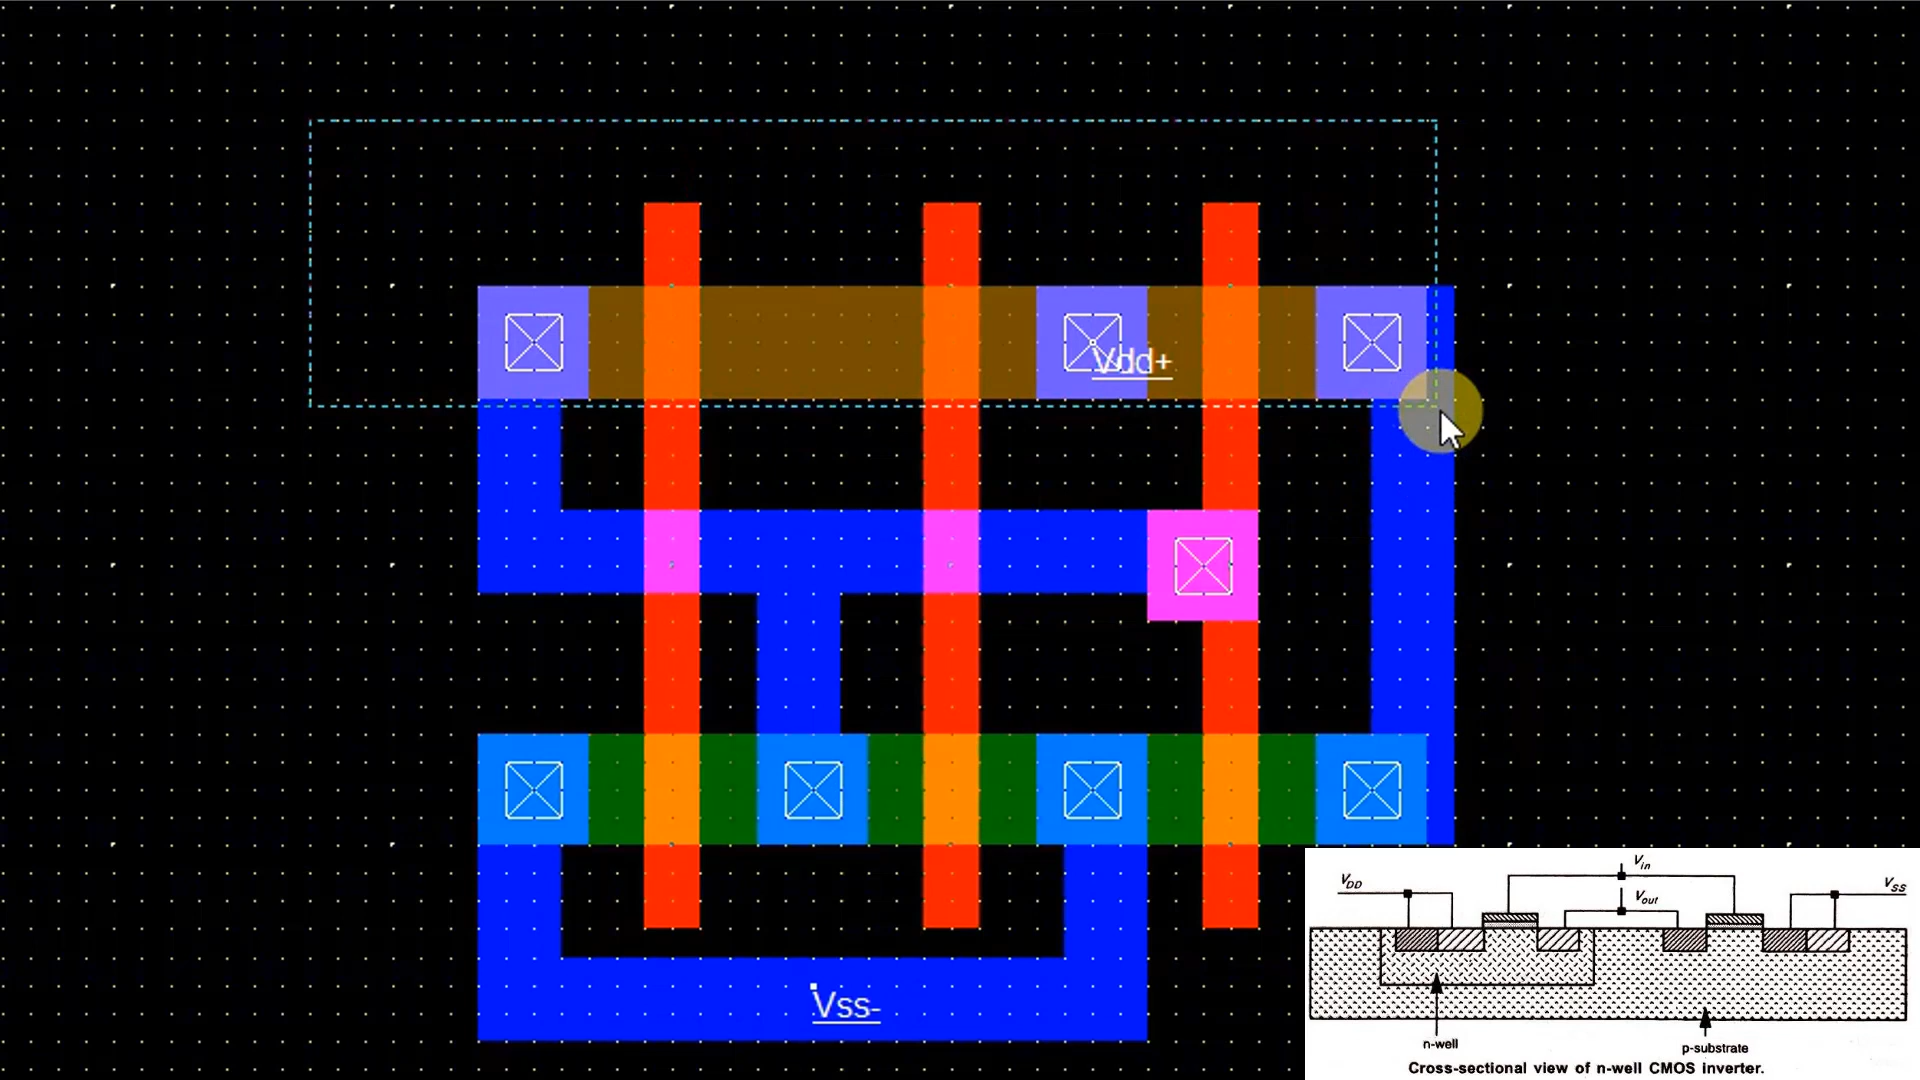 Vdd+
Vss-
Vin
VDD
Vout
VSS
n-well
p-substrate
Cross-sectional view of n-well CMOS inverter.